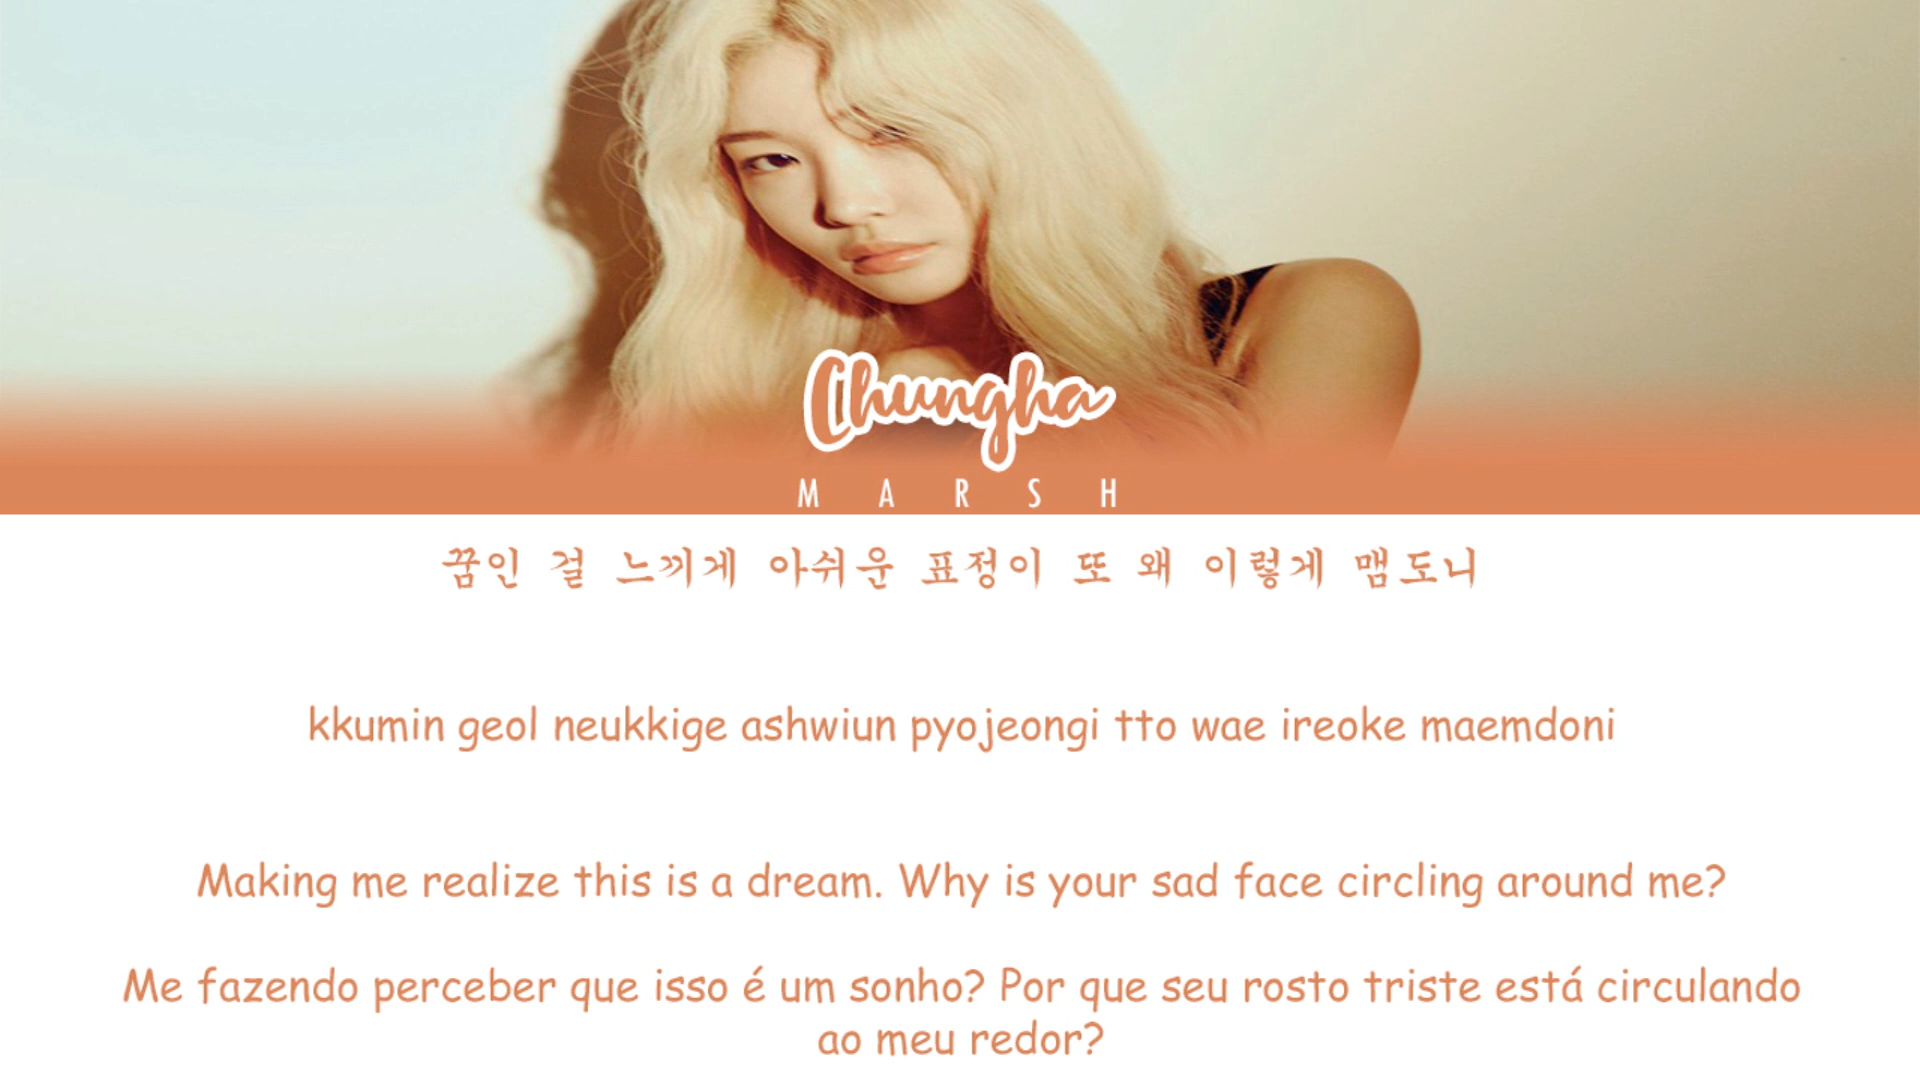 Chungha
MARSH
꿈인 걸 느끼게 아쉬운 표정이 또 왜 이렇게 맴도니
kkumin geol neukkige ashwiun pyojeongi tto wae ireoke maemdoni
Making me realize this is a dream. Why is your sad face circling around me?
Me fazendo perceber que isso é um sonho? Por que seu rosto triste está circulando
ao meu redor?